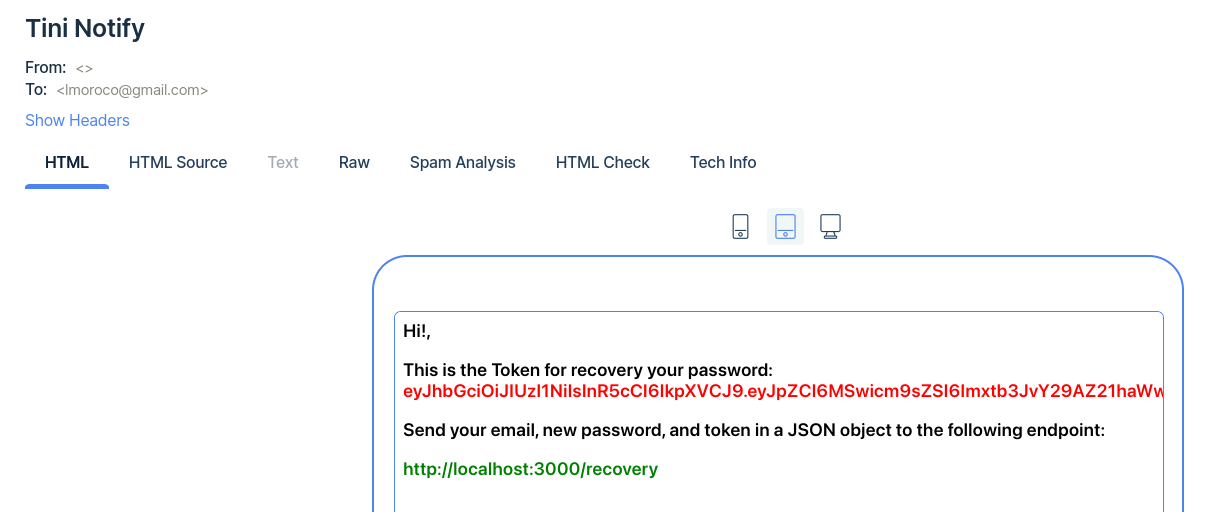 Tini Notify
From: <>
To: <lmoroco@gmail.com>
Show Headers
HTML HTML Source Text Raw Spam Analysis HTML Check Tech Info
Hi!,
This is the Token for recovery your password:
eyJhbGciOiJIUzI1NiIsInR5cCI6IkpXVCJ9.eyJpZCI6MSwicm9sZSI6Imxtb3JvY29AZ21haWw
Send your email, new password, and token in a JSON object to the following endpoint:
http://localhost:3000/recovery